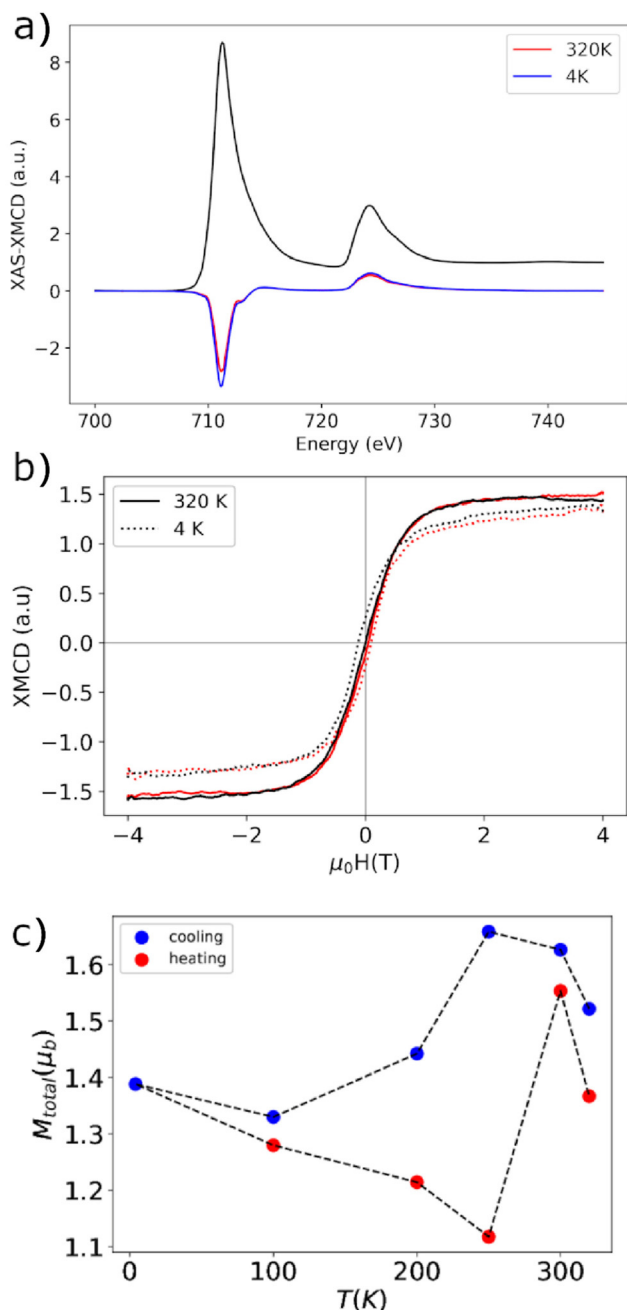 a)
XAS-XMCD (a.u.)
8
6
4
2
0
−2
320K
4K
700
710
720
730
740
Energy (eV)
b)
XMCD (a.u)
1.5
1.0
0.5
0.0
−0.5
−1.0
−1.5
320 K
4 K
−4
−2
0
2
4
μ₀H(T)
c)
M_total(μ_b)
1.6
1.5
1.4
1.3
1.2
1.1
cooling
heating
0
100
200
300
T(K)